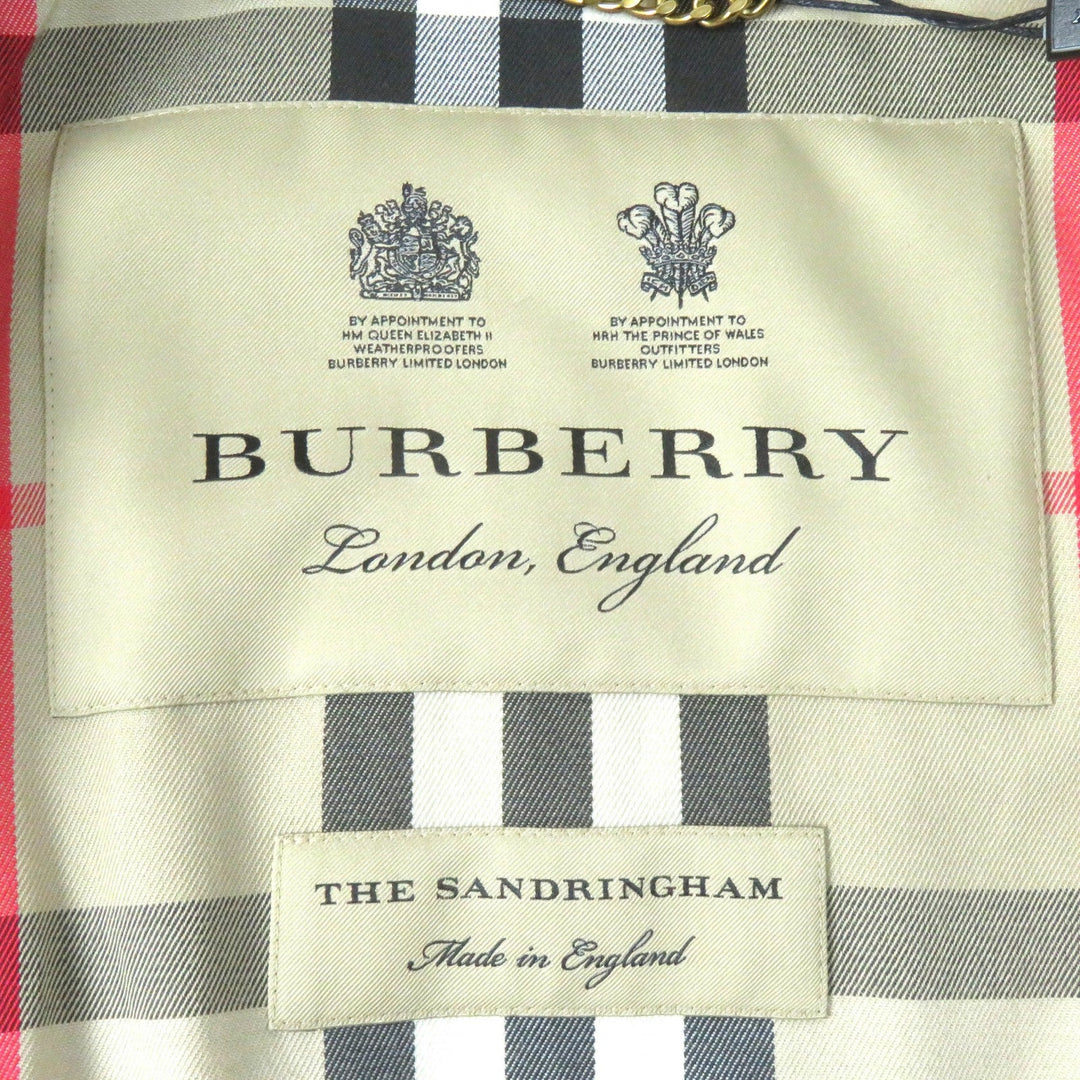 BY APPOINTMENT TO
HM QUEEN ELIZABETH II
WEATHERPROOFERS
BURBERRY LIMITED LONDON
BY APPOINTMENT TO
HRH THE PRINCE OF WALES
OUTFITTERS
BURBERRY LIMITED LONDON
BURBERRY
London, England
THE SANDRINGHAM
Made in England